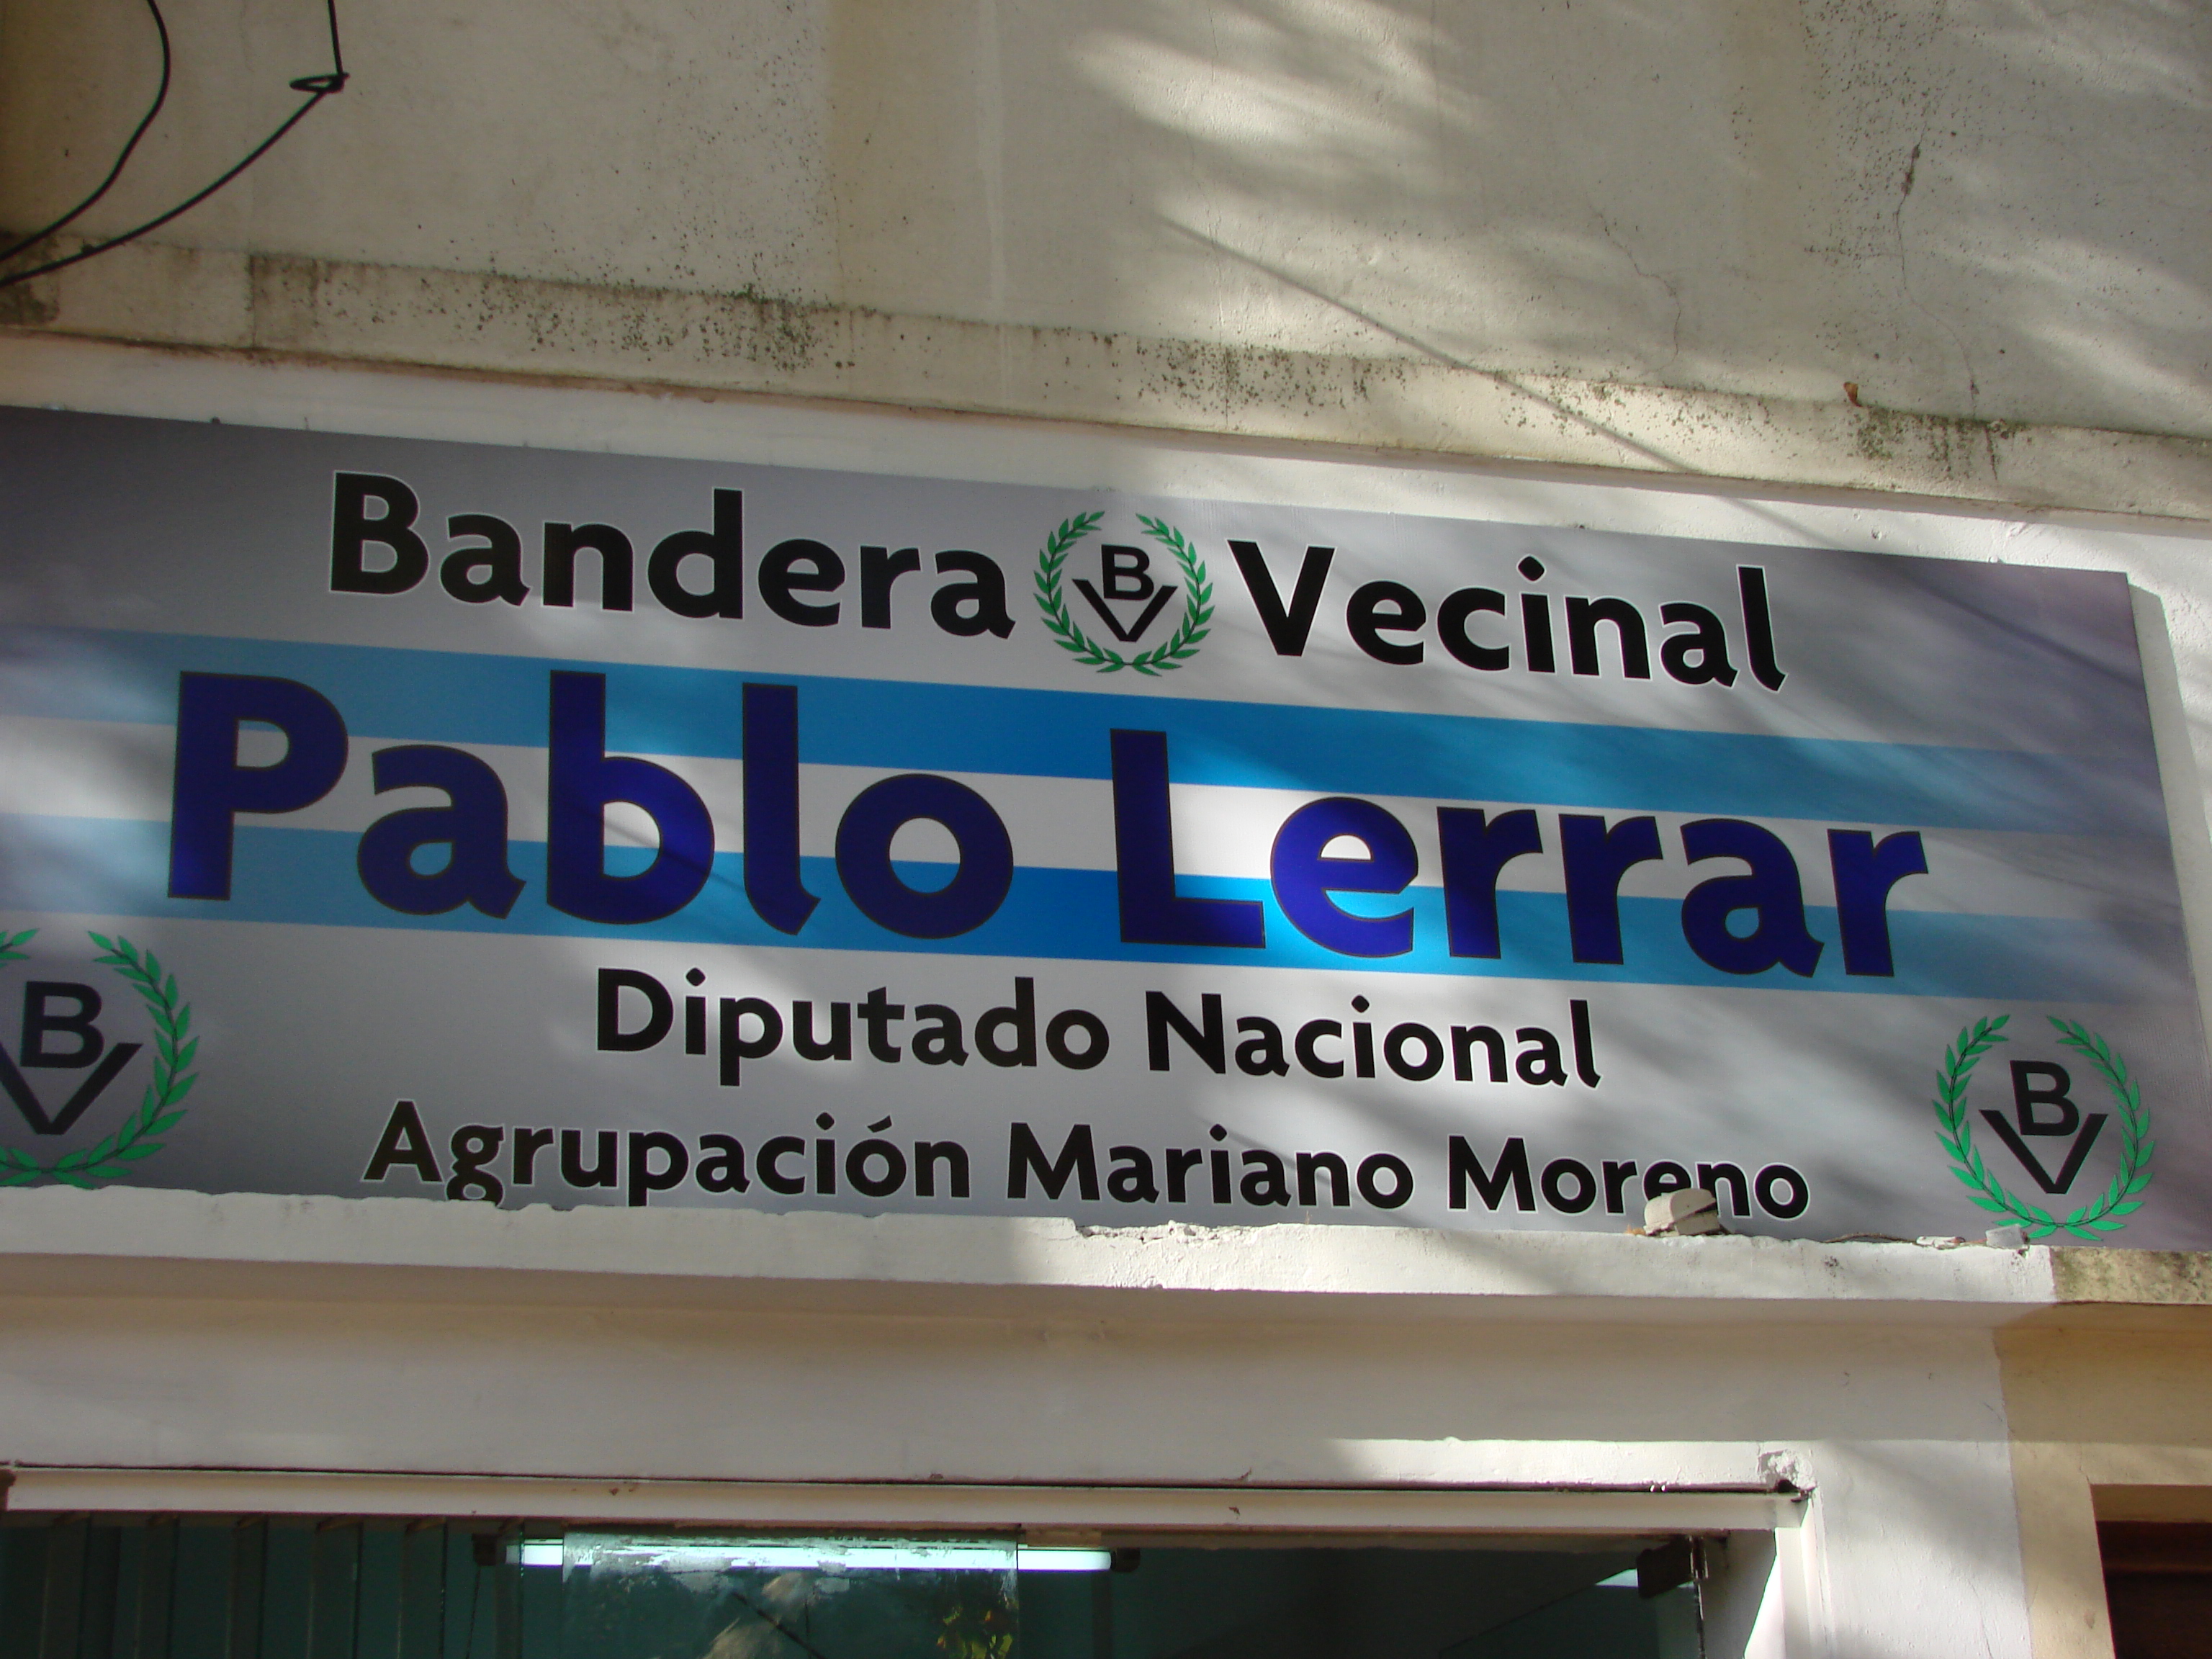 Bandera BV Vecinal
Pablo Lerrar
Diputado Nacional
Agrupación Mariano Moreno
BV
BV